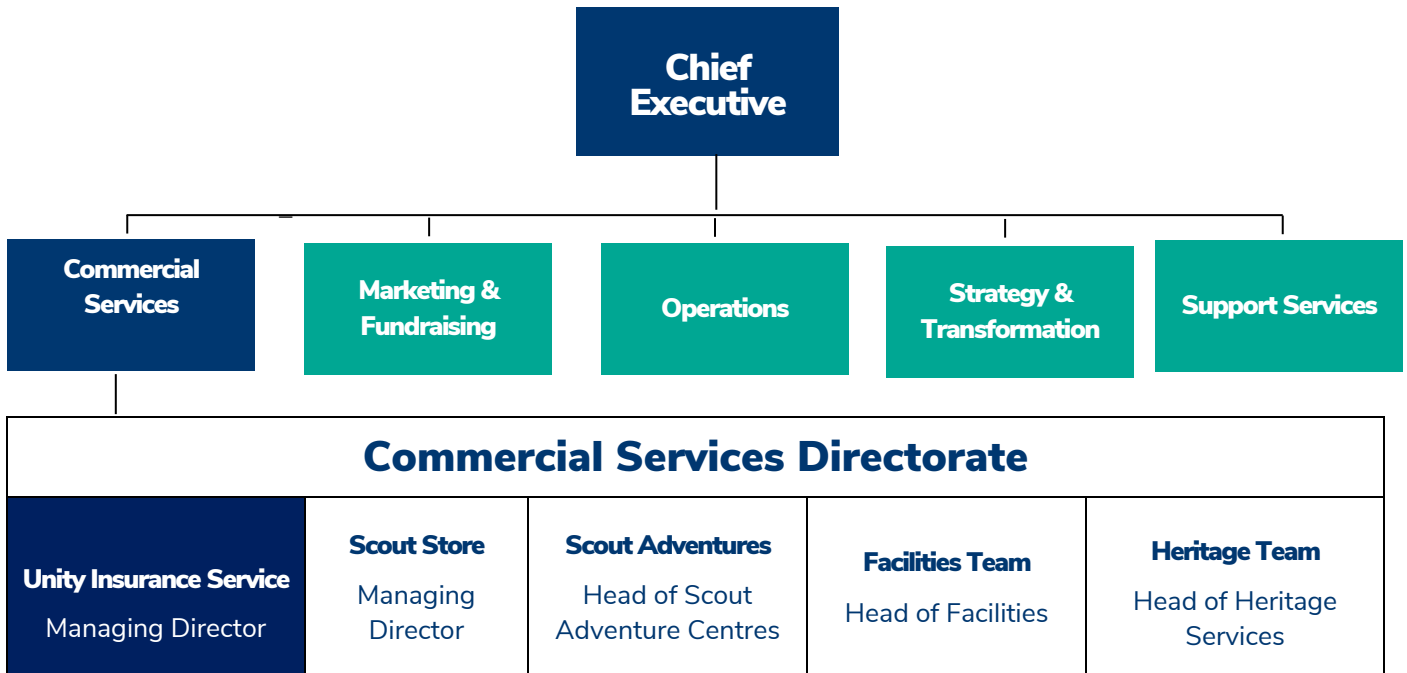 Chief
Executive
Commercial
Services
Marketing &
Fundraising
Operations
Strategy &
Transformation
Support Services
Commercial Services Directorate
Unity Insurance Service
Managing Director
Scout Store
Managing
Director
Scout Adventures
Head of Scout
Adventure Centres
Facilities Team
Head of Facilities
Heritage Team
Head of Heritage
Services